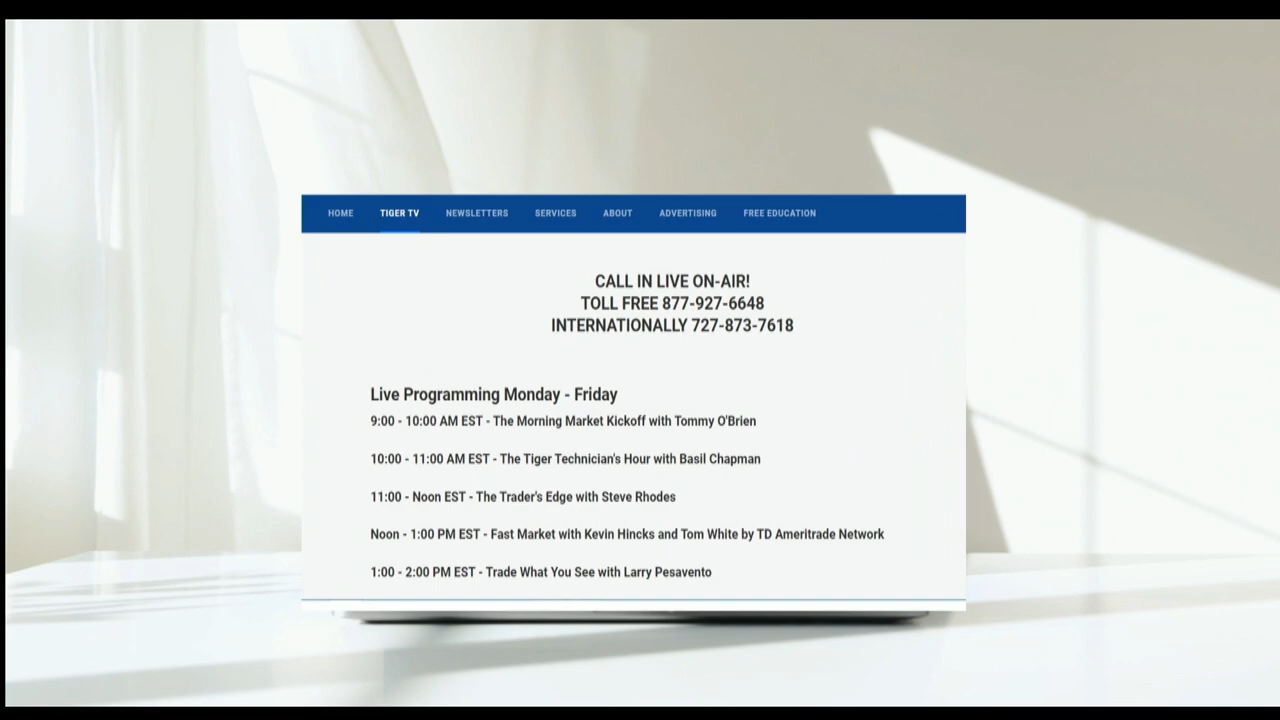 HOME TIGER TV NEWSLETTERS SERVICES ABOUT ADVERTISING FREE EDUCATION
CALL IN LIVE ON-AIR!
TOLL FREE 877-927-6648
INTERNATIONALLY 727-873-7618
Live Programming Monday - Friday
9:00 - 10:00 AM EST - The Morning Market Kickoff with Tommy O'Brien
10:00 - 11:00 AM EST - The Tiger Technician's Hour with Basil Chapman
11:00 - Noon EST - The Trader's Edge with Steve Rhodes
Noon - 1:00 PM EST - Fast Market with Kevin Hincks and Tom White by TD Ameritrade Network
1:00 - 2:00 PM EST - Trade What You See with Larry Pesavento